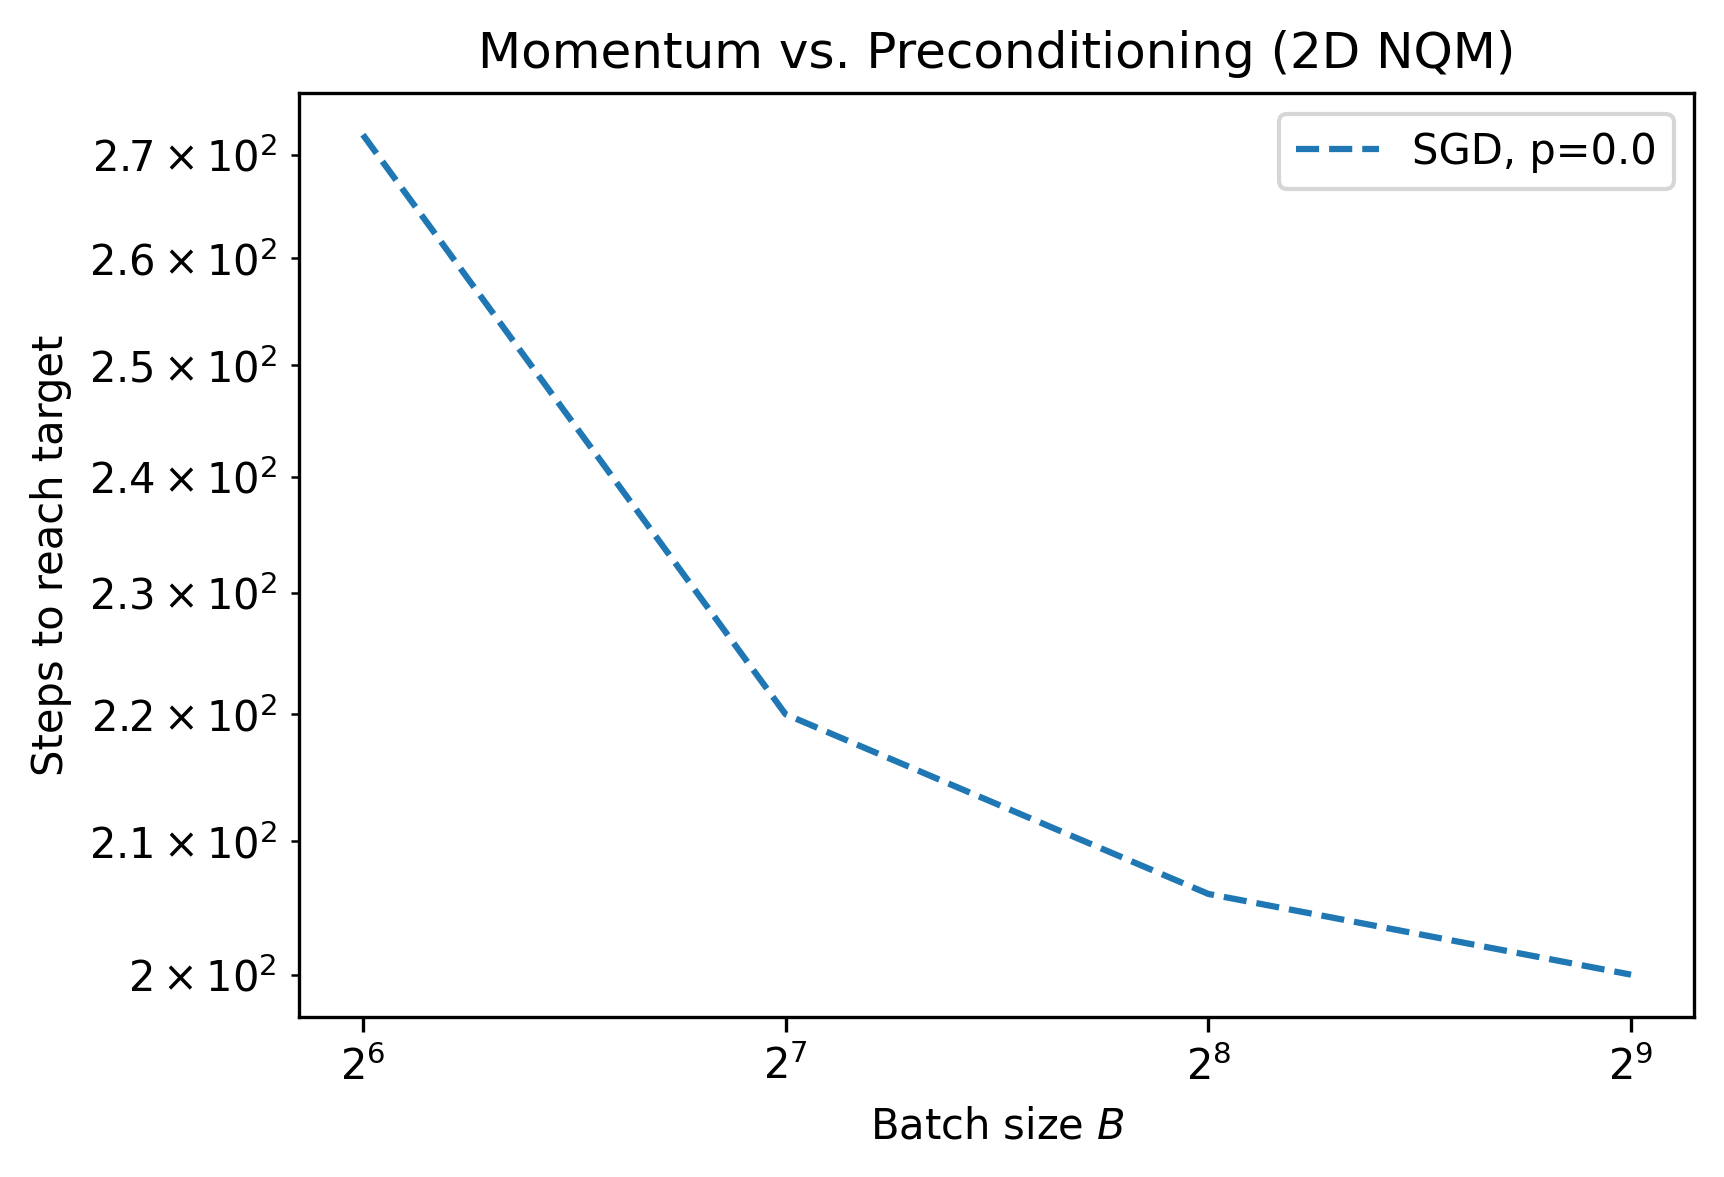 Momentum vs. Preconditioning (2D NQM)
SGD, p=0.0
Steps to reach target
2.7 × 10²
2.6 × 10²
2.5 × 10²
2.4 × 10²
2.3 × 10²
2.2 × 10²
2.1 × 10²
2 × 10²
2⁶ 2⁷ 2⁸ 2⁹
Batch size B